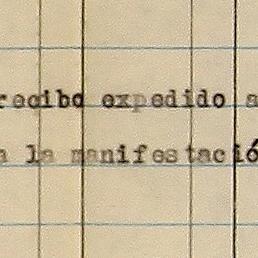 recibo expedido a
a la manifestació